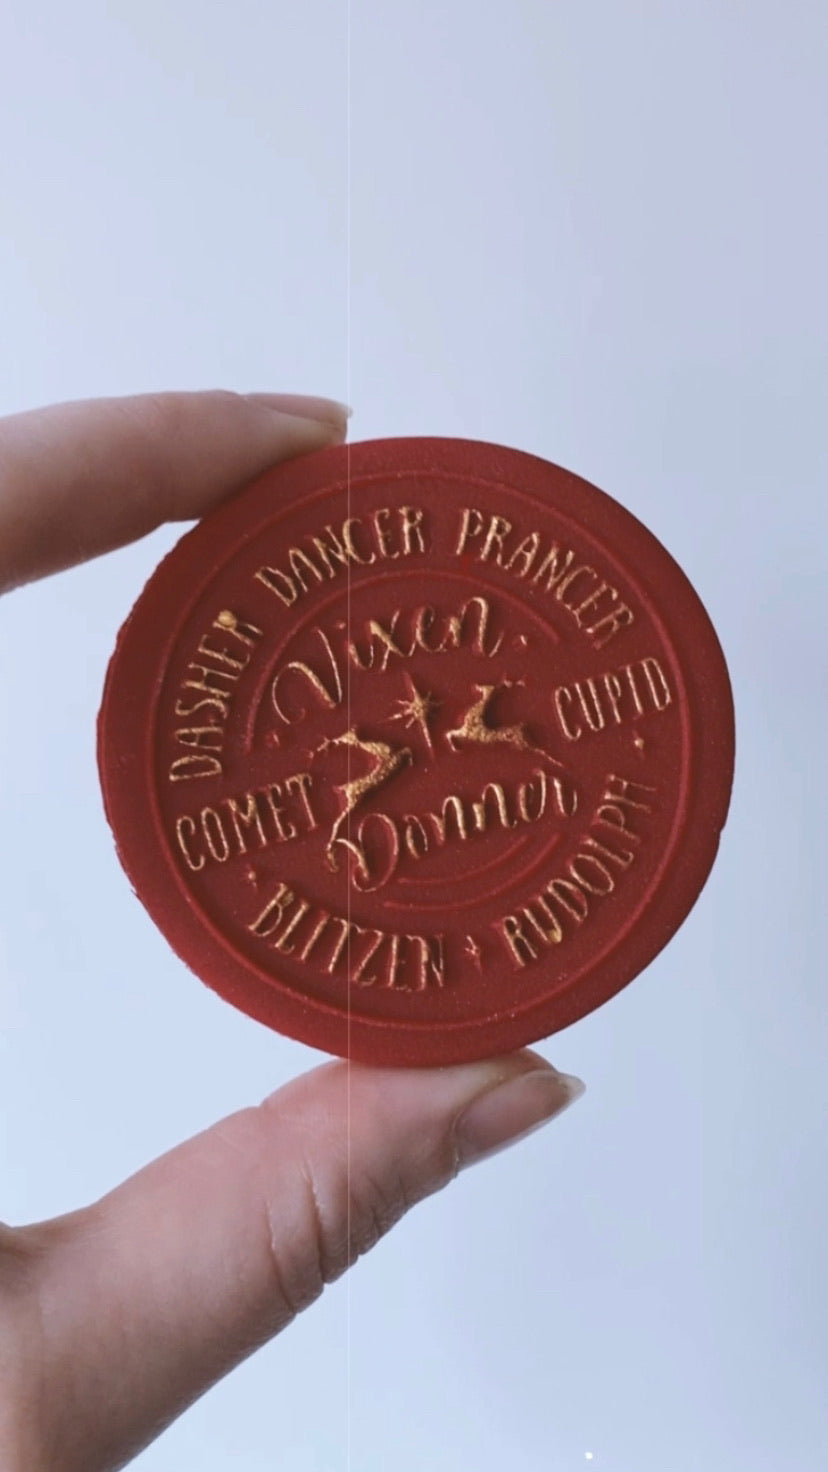 DASHER DANCER PRANCER
Vixen
CUPID
COMET
Donner
BLITZEN RUDOLPH